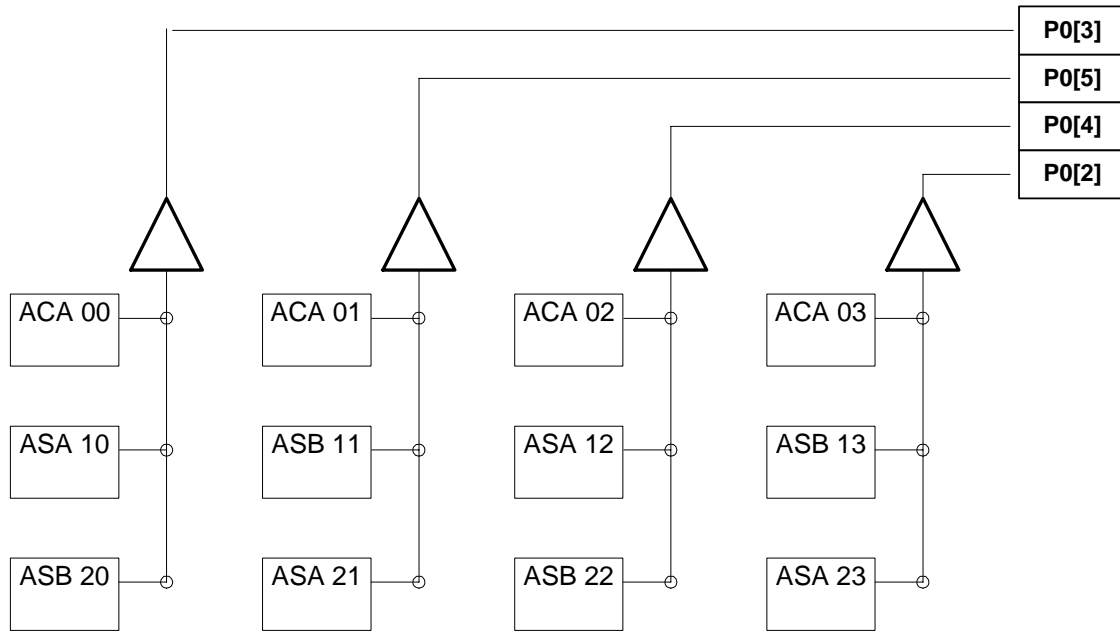 P0[3]
P0[5]
P0[4]
P0[2]
ACA 00
ACA 01
ACA 02
ACA 03
ASA 10
ASB 11
ASA 12
ASB 13
ASB 20
ASA 21
ASB 22
ASA 23